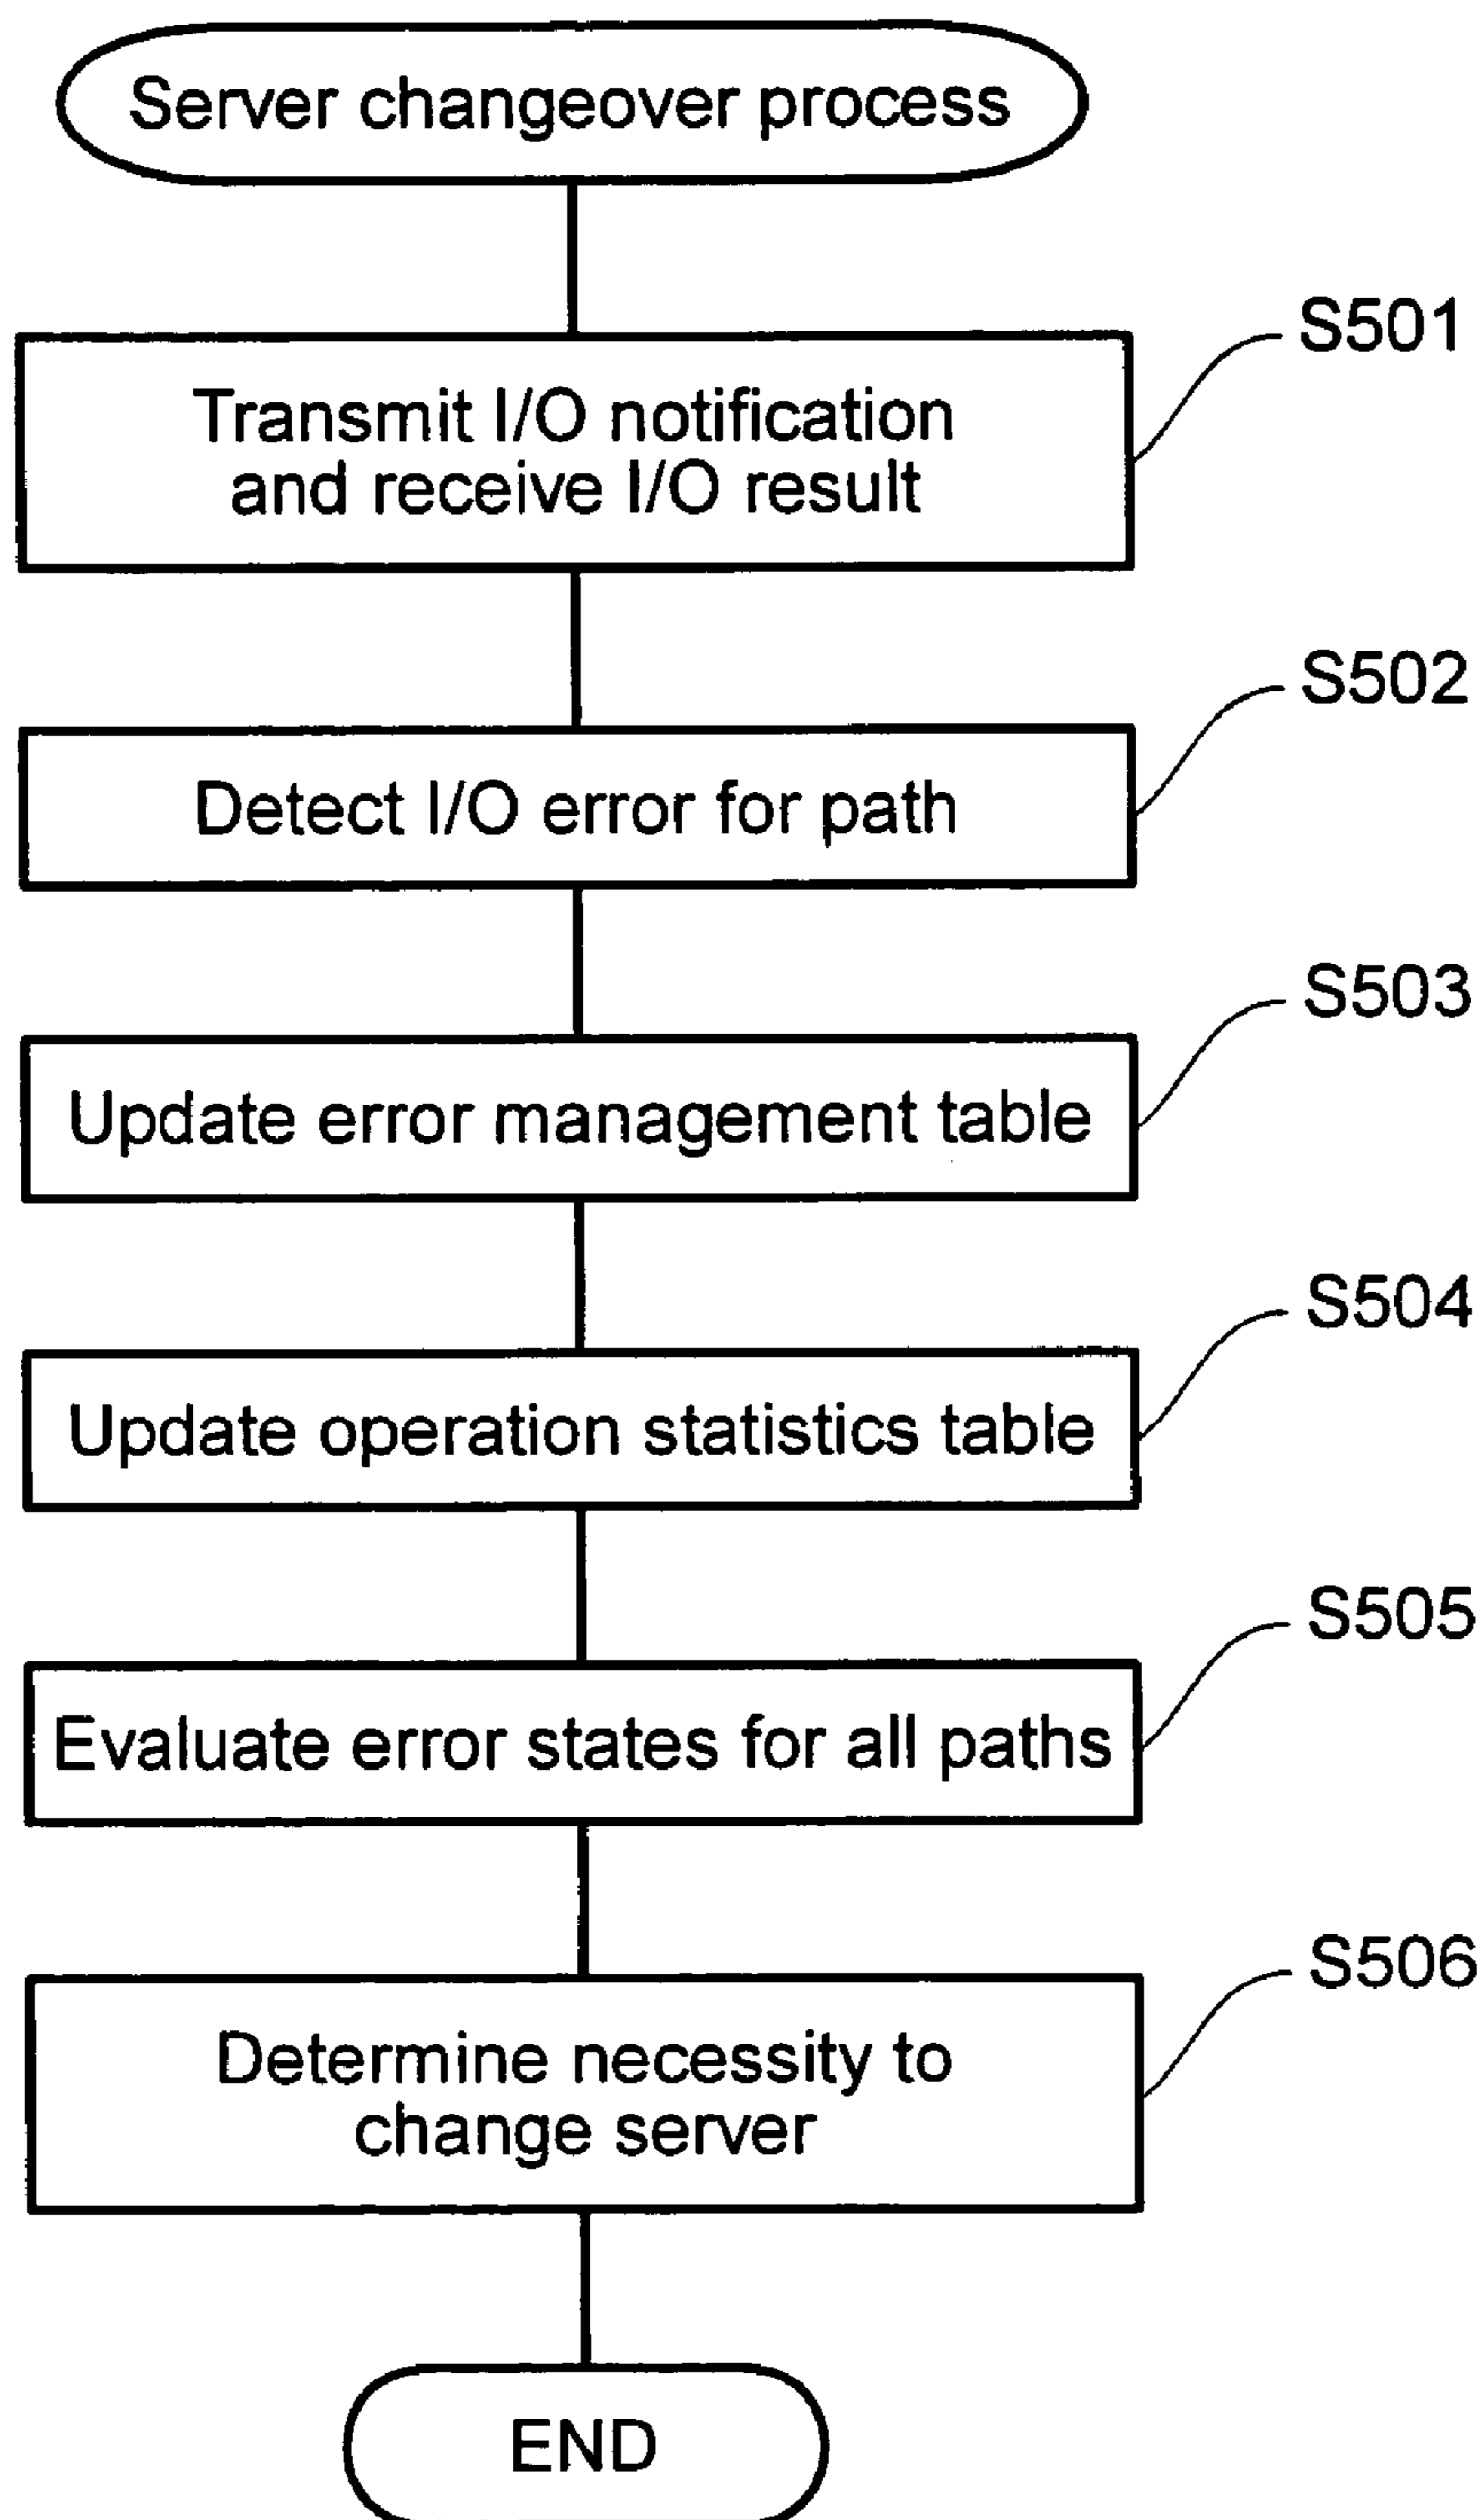 Server changeover process
S501
Transmit I/O notification
and receive I/O result
S502
Detect I/O error for path
S503
Update error management table
S504
Update operation statistics table
S505
Evaluate error states for all paths
S506
Determine necessity to
change server
END